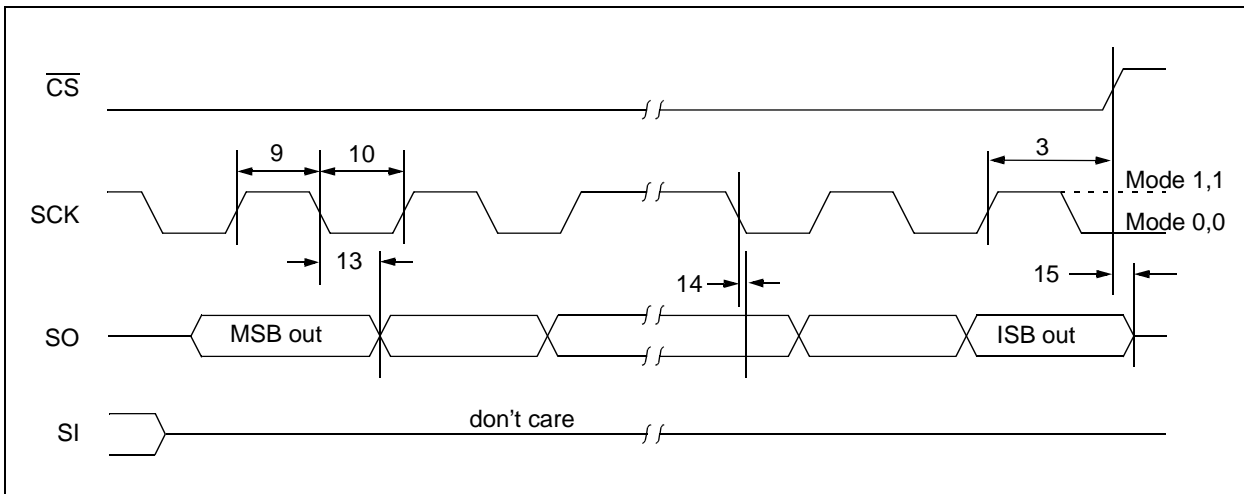 CS
9
10
3
Mode 1,1
SCK
Mode 0,0
13
14
15
SO
MSB out
ISB out
don't care
SI